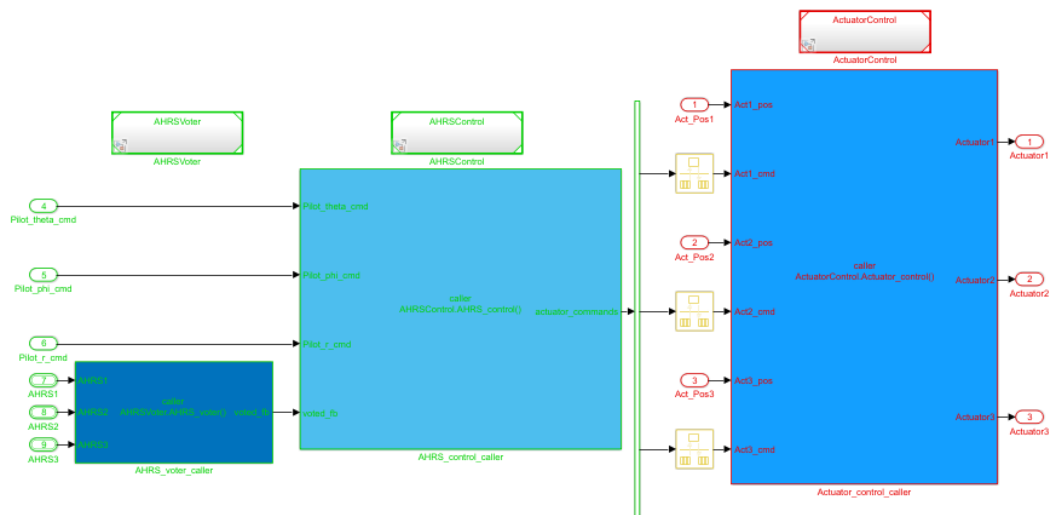 ActuatorControl
ActuatorControl
AHRSVoter
AHRSVoter
AHRSControl
AHRSControl
4
Pilot_theta_cmd
5
Pilot_phi_cmd
6
Pilot_r_cmd
7
AHRS1
8
AHRS2
9
AHRS3
AHRS1
AHRS2
AHRS3
caller
AHRSVoter.AHRS_voter()
voted_fb
AHRS_voter_caller
Pilot_theta_cmd
Pilot_phi_cmd
Pilot_r_cmd
voted_fb
caller
AHRSControl.AHRS_control()
actuator_commands
AHRS_control_caller
1
Act_Pos1
2
Act_Pos2
3
Act_Pos3
Act1_pos
Act1_cmd
Act2_pos
Act2_cmd
Act3_pos
Act3_cmd
caller
ActuatorControl.Actuator_control()
Actuator1
Actuator2
Actuator3
Actuator_control_caller
1
Actuator1
2
Actuator2
3
Actuator3